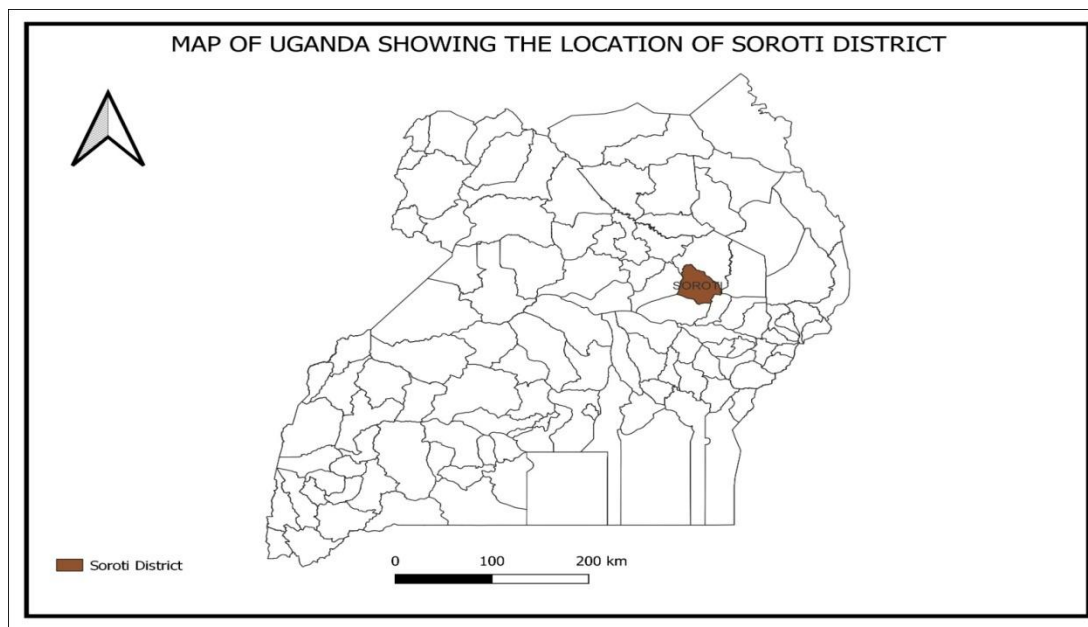 MAP OF UGANDA SHOWING THE LOCATION OF SOROTI DISTRICT
SOROTI
Soroti District
0 100 200 km